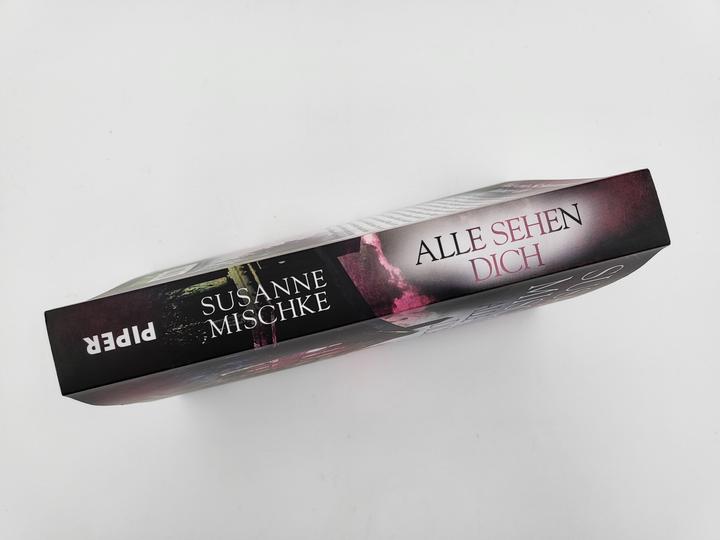 ALLE SEHEN
DICH
SUSANNE
MISCHKE
PIPER